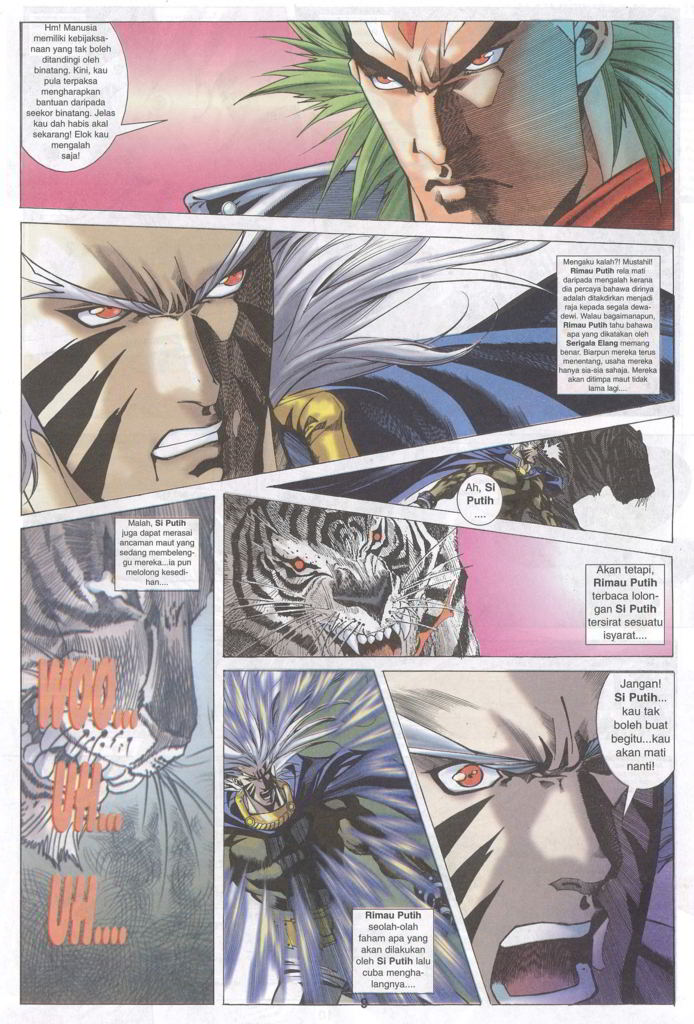 Hm! Manusia
memiliki kebijaksa-
naan yang tak boleh
ditandingi oleh
binatang. Kini, kau
pula terpaksa
mengharapkan
bantuan daripada
seekor binatang. Jelas
kau dah habis akal
sekarang! Elok kau
mengalah
saja!
Mengaku kalah?! Mustahil!
Rimau Putih rela mati
daripada mengalah kerana
dia percaya bahawa dirinya
adalah ditakdirkan menjadi
raja kepada segala dewa-
dewi. Walau bagaimanapun,
Rimau Putih tahu bahawa
apa yang dikatakan oleh
Serigala Elang memang
benar. Biarpun mereka terus
menentang, usaha mereka
hanya sia-sia sahaja. Mereka
akan ditimpa maut tidak
lama lagi....
Ah, Si
Putih
....
Malah, Si Putih
juga dapat merasai
ancaman maut yang
sedang membeleng-
gu mereka...ia pun
melolong kesedi-
han....
WOO...
UH...
UH....
Akan tetapi,
Rimau Putih
terbaca lolon-
gan Si Putih
tersirat sesuatu
isyarat....
Rimau Putih
seolah-olah
faham apa yang
akan dilakukan
oleh Si Putih lalu
cuba mengha-
langnya....
Jangan!
Si Putih...
kau tak
boleh buat
begitu...kau
akan mati
nanti!
9